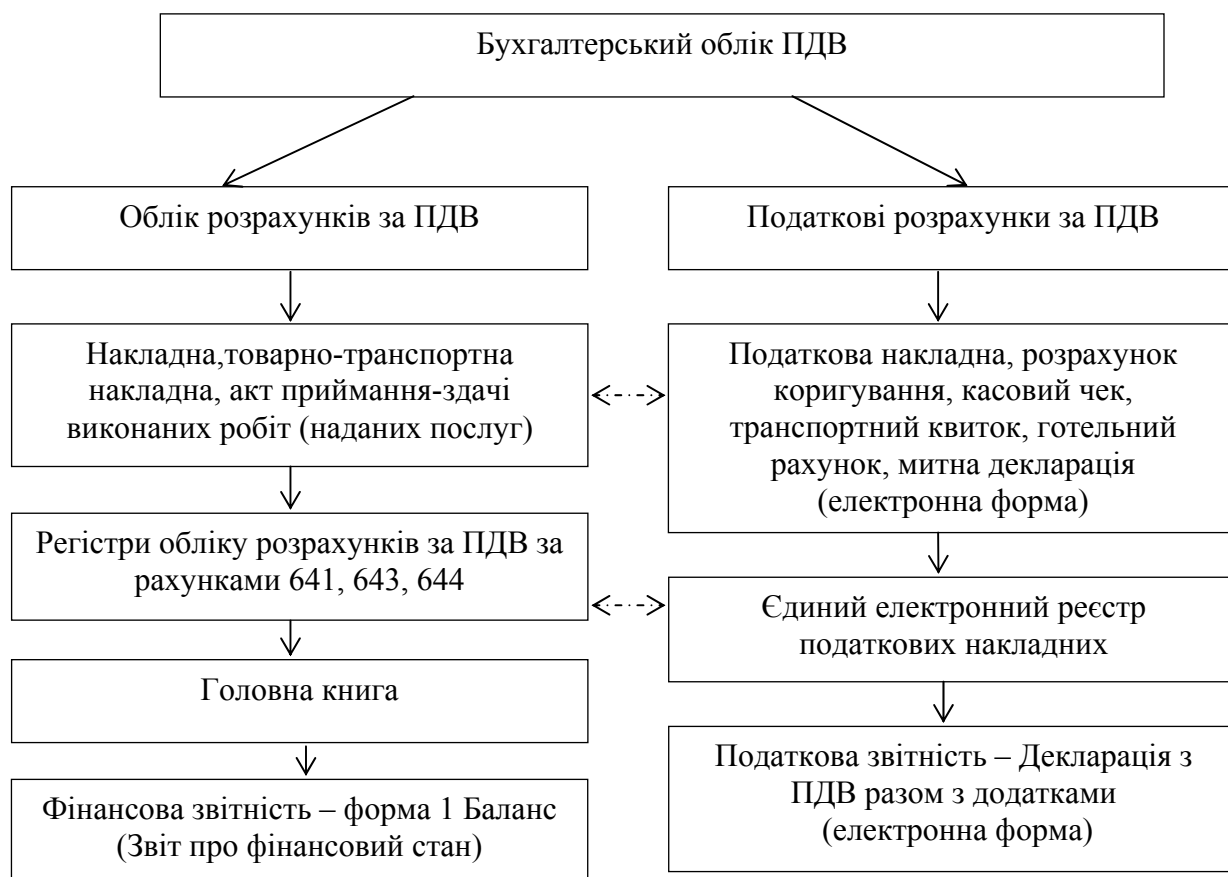 Бухгалтерський облік ПДВ
Облік розрахунків за ПДВ
Податкові розрахунки за ПДВ
Накладна,товарно-транспортна
накладна, акт приймання-здачі
виконаних робіт (наданих послуг)
Податкова накладна, розрахунок
коригування, касовий чек,
транспортний квиток, готельний
рахунок, митна декларація
(електронна форма)
Регістри обліку розрахунків за ПДВ за
рахунками 641, 643, 644
Єдиний електронний реєстр
податкових накладних
Головна книга
Податкова звітність – Декларація з
ПДВ разом з додатками
(електронна форма)
Фінансова звітність – форма 1 Баланс
(Звіт про фінансовий стан)